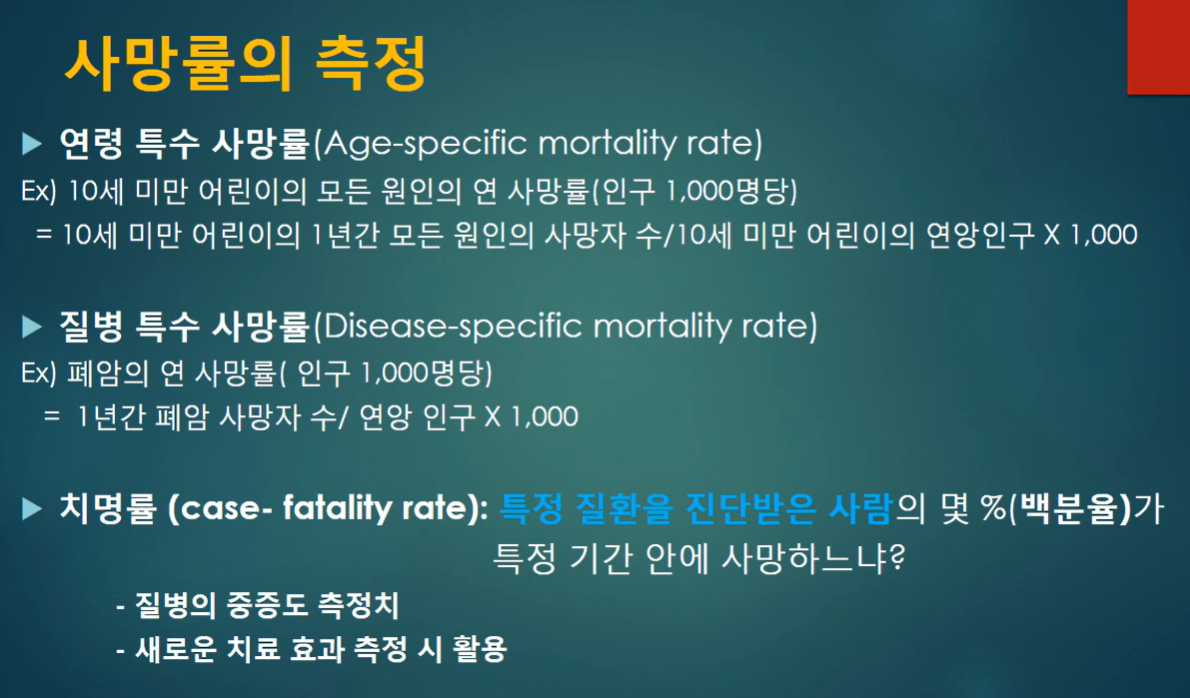 사망률의 측정
▶ 연령 특수 사망률(Age-specific mortality rate)
Ex) 10세 미만 어린이의 모든 원인의 연 사망률(인구 1,000명당)
= 10세 미만 어린이의 1년간 모든 원인의 사망자 수/10세 미만 어린이의 연앙인구 X 1,000
▶ 질병 특수 사망률(Disease-specific mortality rate)
Ex) 폐암의 연 사망률( 인구 1,000명당)
= 1년간 폐암 사망자 수/ 연앙 인구 X 1,000
▶ 치명률 (case- fatality rate): 특정 질환을 진단받은 사람의 몇 %(백분율)가
특정 기간 안에 사망하느냐?
- 질병의 중증도 측정치
- 새로운 치료 효과 측정 시 활용